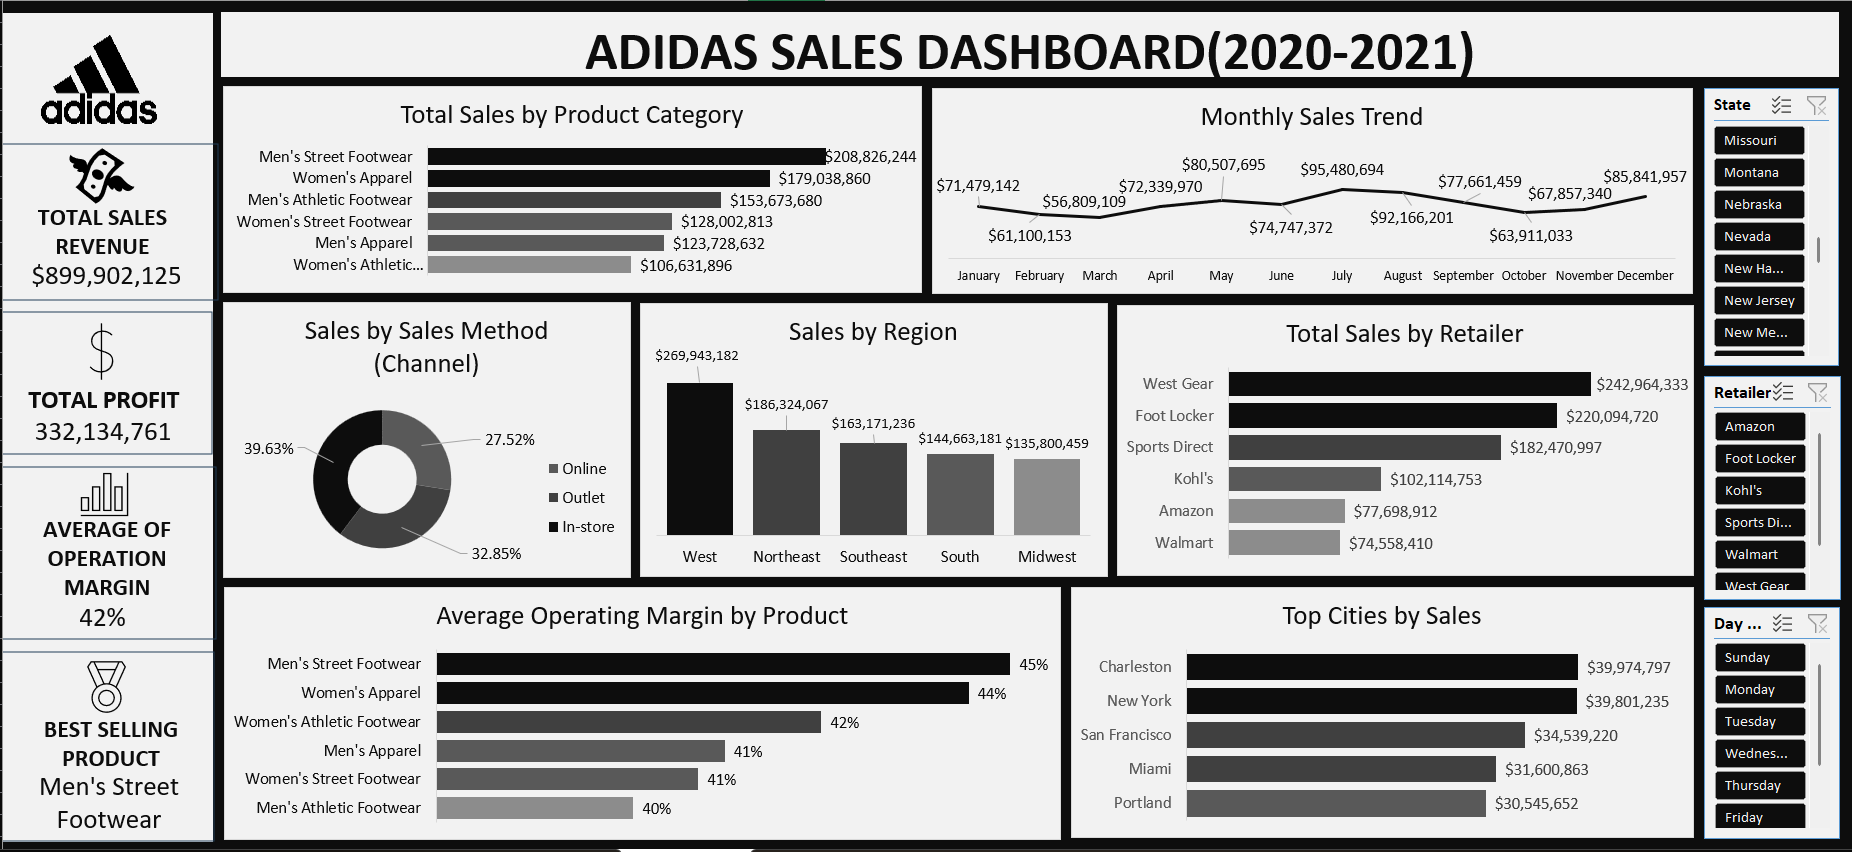 ADIDAS SALES DASHBOARD(2020-2021)
adidas
TOTAL SALES
REVENUE
$899,902,125
TOTAL PROFIT
332,134,761
AVERAGE OF
OPERATION
MARGIN
42%
BEST SELLING
PRODUCT
Men's Street
Footwear
Total Sales by Product Category
Men's Street Footwear $208,826,244
Women's Apparel $179,038,860
Men's Athletic Footwear $153,673,680
Women's Street Footwear $128,002,813
Men's Apparel $123,728,632
Women's Athletic... $106,631,896
Monthly Sales Trend
$71,479,142
$61,100,153
$56,809,109
$72,339,970
$80,507,695
$74,747,372
$95,480,694
$92,166,201
$77,661,459
$63,911,033
$67,857,340
$85,841,957
January February March April May June July August September October November December
Sales by Sales Method
(Channel)
39.63%
27.52%
32.85%
Online
Outlet
In-store
Sales by Region
$269,943,182
$186,324,067
$163,171,236
$144,663,181
$135,800,459
West Northeast Southeast South Midwest
Total Sales by Retailer
West Gear $242,964,333
Foot Locker $220,094,720
Sports Direct $182,470,997
Kohl's $102,114,753
Amazon $77,698,912
Walmart $74,558,410
Average Operating Margin by Product
Men's Street Footwear 45%
Women's Apparel 44%
Women's Athletic Footwear 42%
Men's Apparel 41%
Women's Street Footwear 41%
Men's Athletic Footwear 40%
Top Cities by Sales
Charleston $39,974,797
New York $39,801,235
San Francisco $34,539,220
Miami $31,600,863
Portland $30,545,652
State
Missouri
Montana
Nebraska
Nevada
New Ha...
New Jersey
New Me...
Retailer
Amazon
Foot Locker
Kohl's
Sports Di...
Walmart
West Gear
Day ...
Sunday
Monday
Tuesday
Wednes...
Thursday
Friday